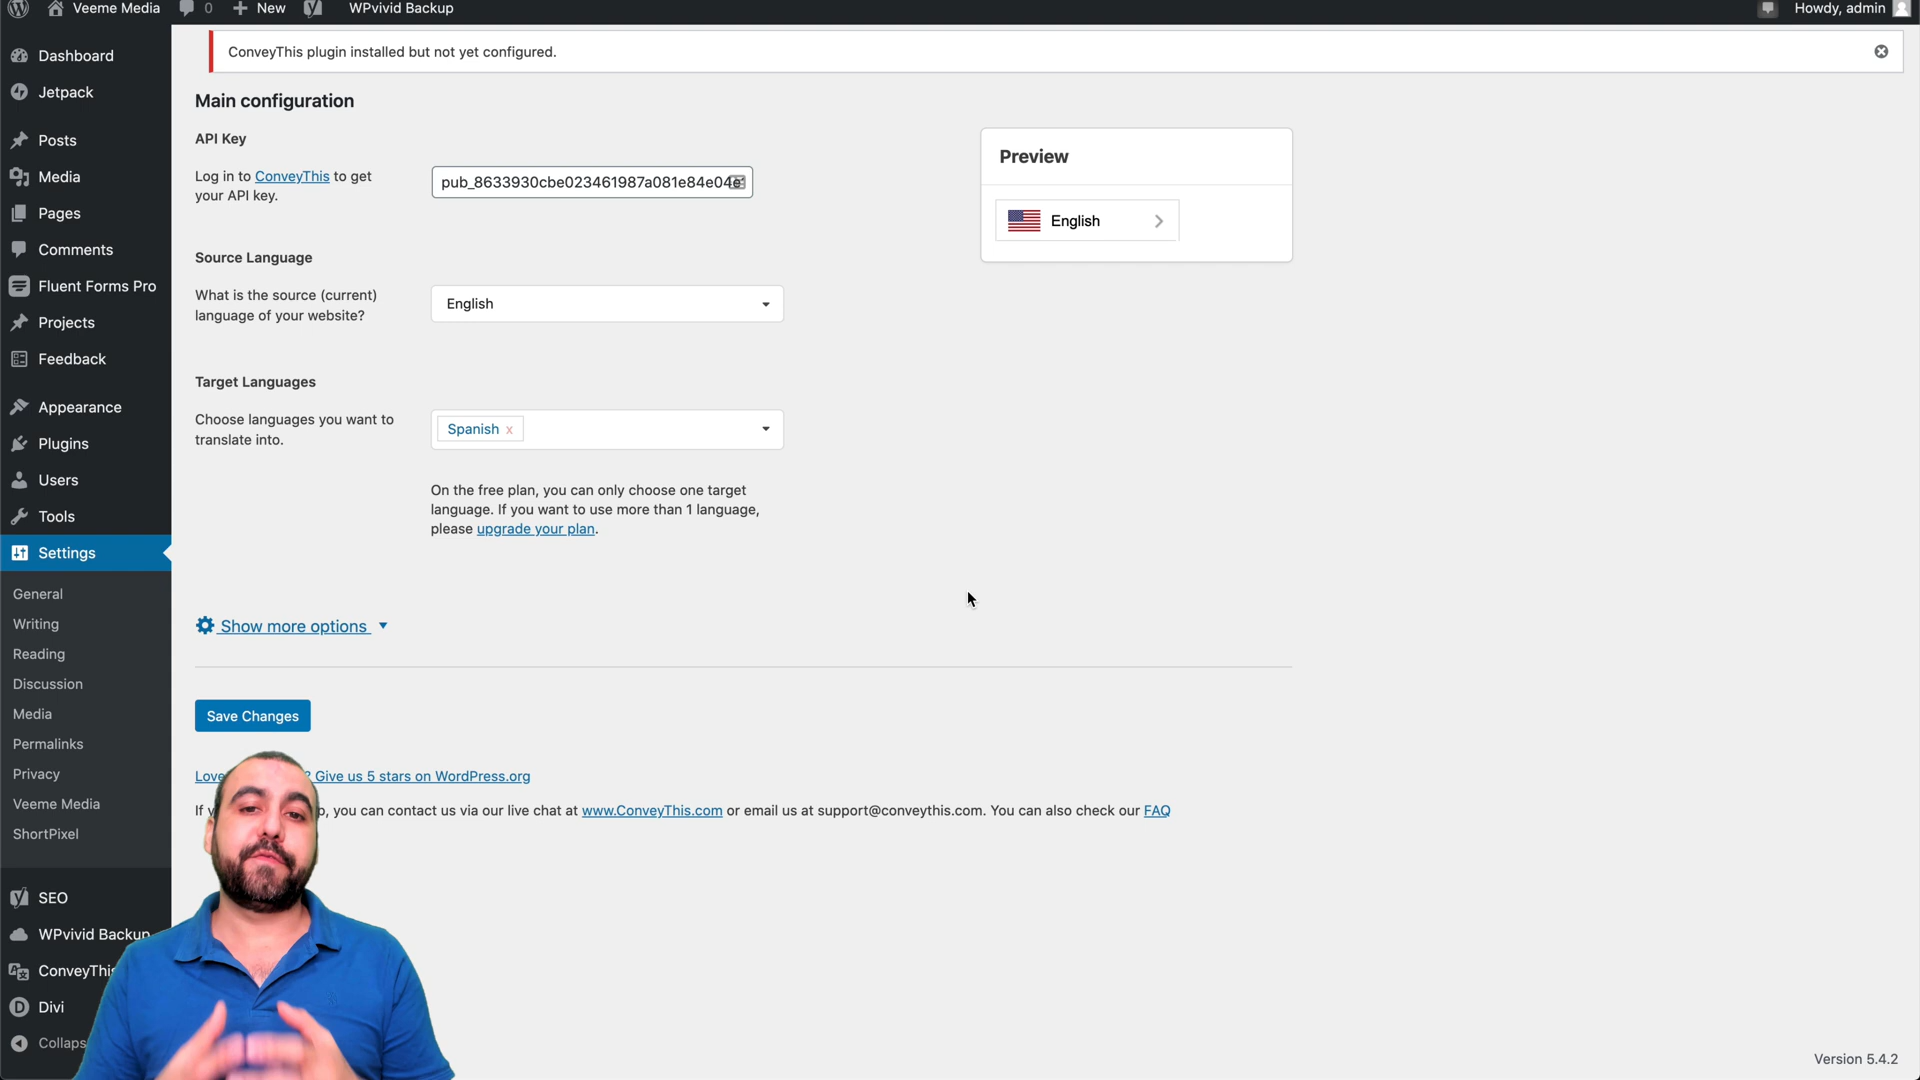 Veeme Media
0
New
WPvivid Backup
Howdy, admin
Dashboard
Jetpack
Posts
Media
Pages
Comments
Fluent Forms Pro
Projects
Feedback
Appearance
Plugins
Users
Tools
Settings
General
Writing
Reading
Discussion
Media
Permalinks
Privacy
Veeme Media
ShortPixel
SEO
WPvivid Backup
ConveyThis
Divi
Collaps
ConveyThis plugin installed but not yet configured.
Main configuration
API Key
Log in to ConveyThis to get
your API key.
pub_8633930cbe023461987a081e84e04e
Source Language
What is the source (current)
language of your website?
English
Target Languages
Choose languages you want to
translate into.
Spanish x
On the free plan, you can only choose one target
language. If you want to use more than 1 language,
please upgrade your plan.
Show more options
Save Changes
Love ? Give us 5 stars on WordPress.org
If y p, you can contact us via our live chat at www.ConveyThis.com or email us at support@conveythis.com. You can also check our FAQ
Preview
English
Version 5.4.2